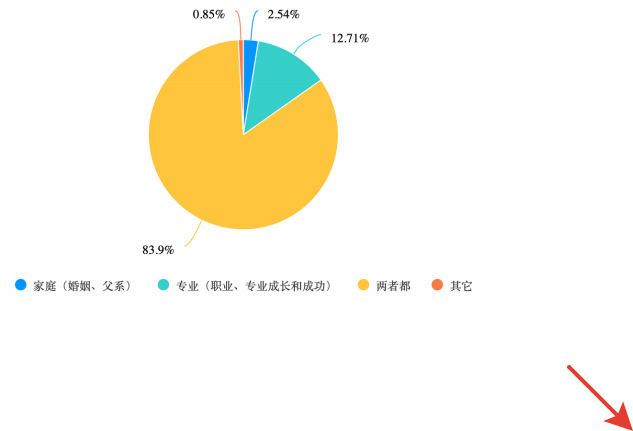 0.85% 2.54%
12.71%
83.9%
家庭（婚姻、父系） 专业（职业、专业成长和成功） 两者都 其它